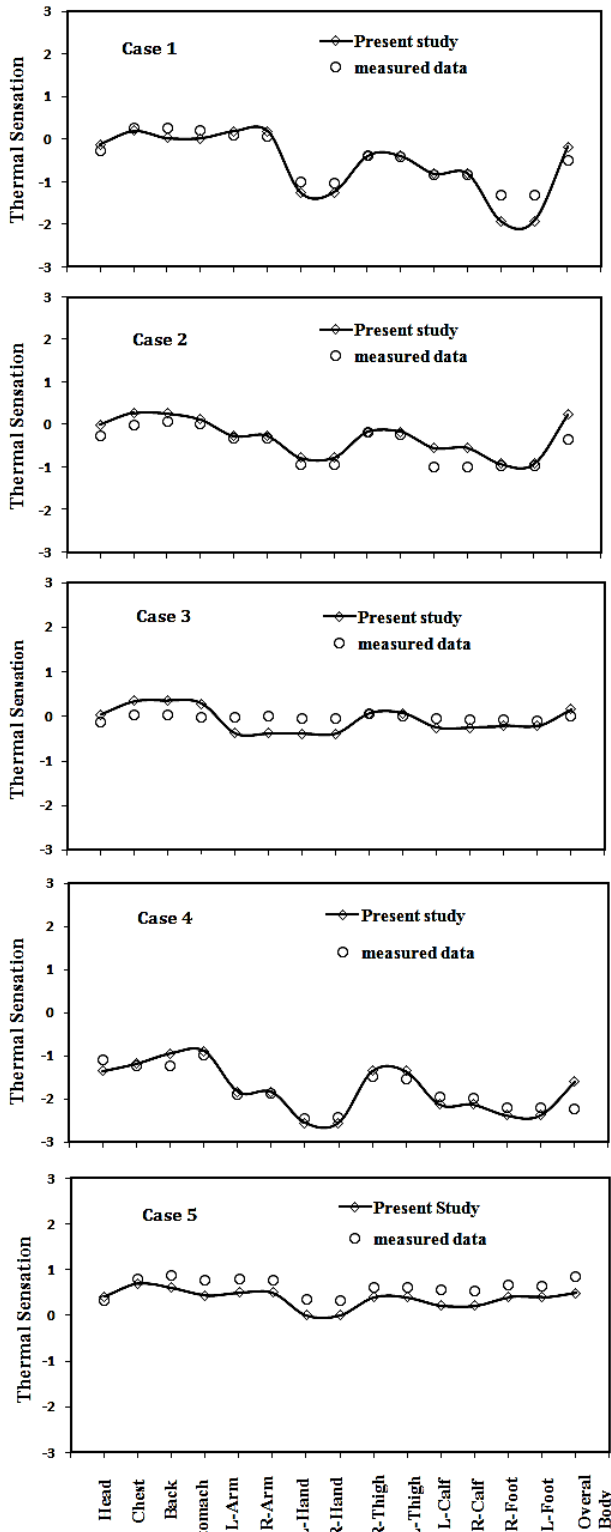 3
Case 1
Present study
measured data
2
1
0
-1
-2
-3
Thermal Sensation
3
Case 2
Present study
measured data
2
1
0
-1
-2
-3
Thermal Sensation
3
Case 3
Present study
measured data
2
1
0
-1
-2
-3
Thermal Sensation
3
Case 4
Present study
measured data
2
1
0
-1
-2
-3
Thermal Sensation
3
Case 5
Present Study
measured data
2
1
0
-1
-2
-3
Thermal Sensation
Head
Chest
Back
tomach
L-Arm
R-Arm
L-Hand
R-Hand
R-Thigh
L-Thigh
L-Calf
R-Calf
R-Foot
L-Foot
Overal
Body